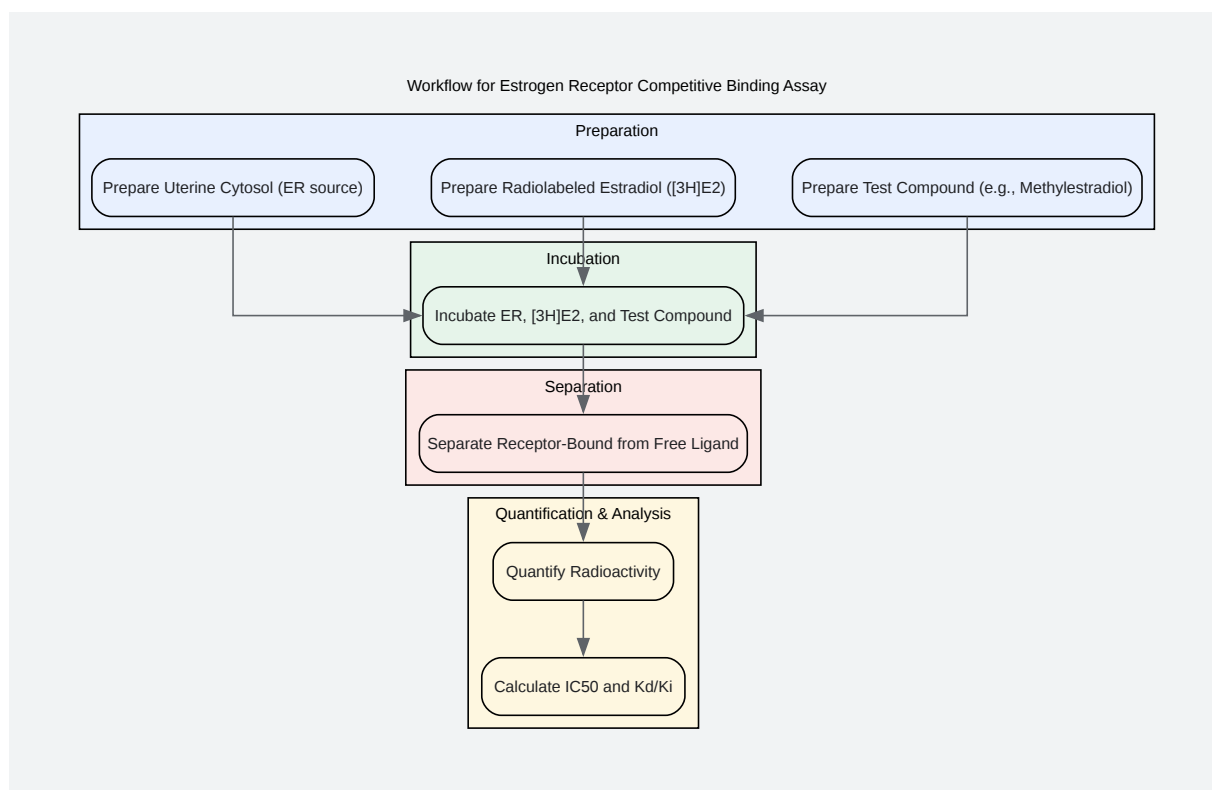 Workflow for Estrogen Receptor Competitive Binding Assay
Preparation
Prepare Uterine Cytosol (ER source)
Prepare Radiolabeled Estradiol ([3H]E2)
Prepare Test Compound (e.g., Methylestradiol)
Incubation
Incubate ER, [3H]E2, and Test Compound
Separation
Separate Receptor-Bound from Free Ligand
Quantification & Analysis
Quantify Radioactivity
Calculate IC50 and Kd/Ki